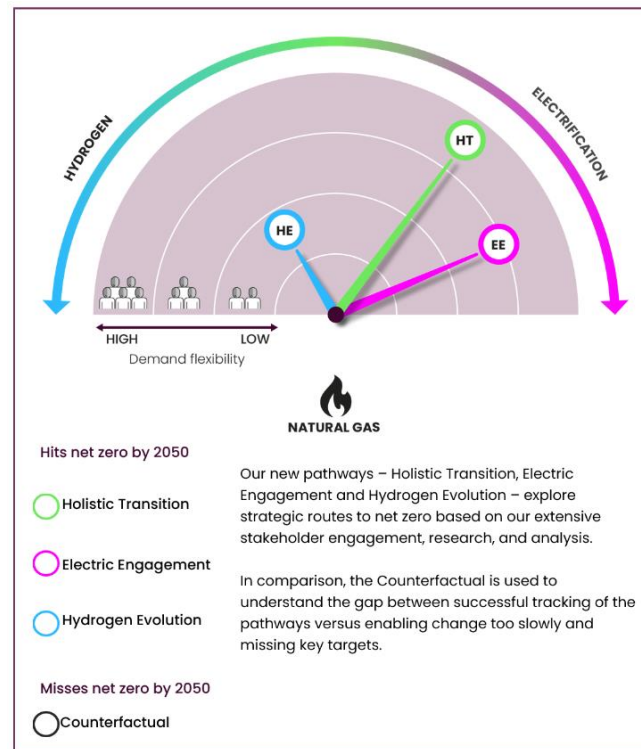 HYDROGEN
ELECTRIFICATION
HT
HE
EE
HIGH
LOW
Demand flexibility
NATURAL GAS
Hits net zero by 2050
Holistic Transition
Electric Engagement
Hydrogen Evolution
Misses net zero by 2050
Counterfactual
Our new pathways – Holistic Transition, Electric
Engagement and Hydrogen Evolution – explore
strategic routes to net zero based on our extensive
stakeholder engagement, research, and analysis.
In comparison, the Counterfactual is used to
understand the gap between successful tracking of the
pathways versus enabling change too slowly and
missing key targets.